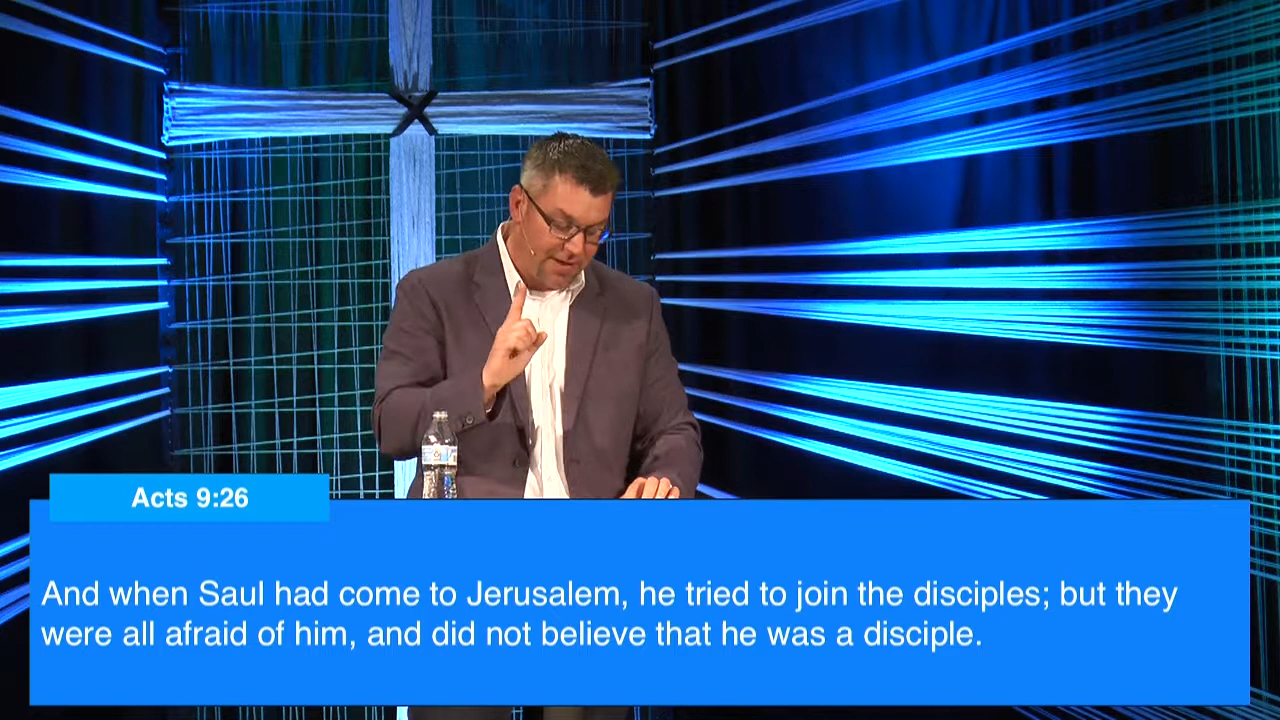 Acts 9:26
And when Saul had come to Jerusalem, he tried to join the disciples; but they
were all afraid of him, and did not believe that he was a disciple.